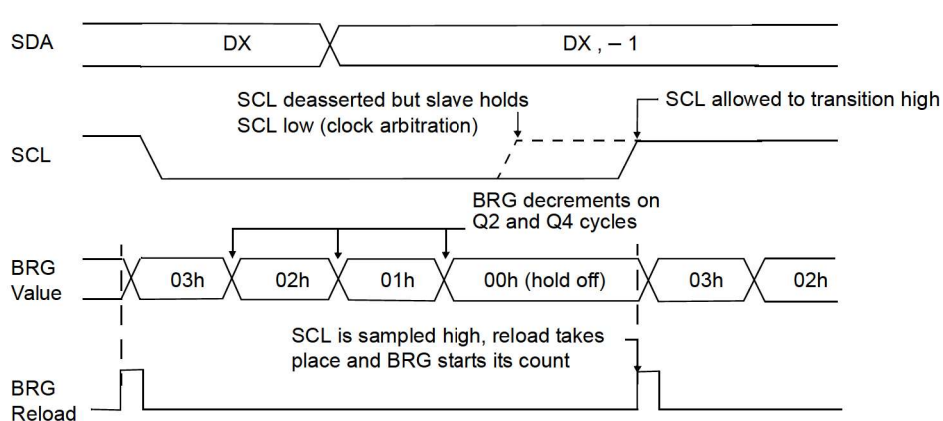 SDA
DX
DX , – 1
SCL deasserted but slave holds
SCL low (clock arbitration)
SCL allowed to transition high
SCL
BRG decrements on
Q2 and Q4 cycles
BRG
Value
03h
02h
01h
00h (hold off)
03h
02h
SCL is sampled high, reload takes
place and BRG starts its count
BRG
Reload